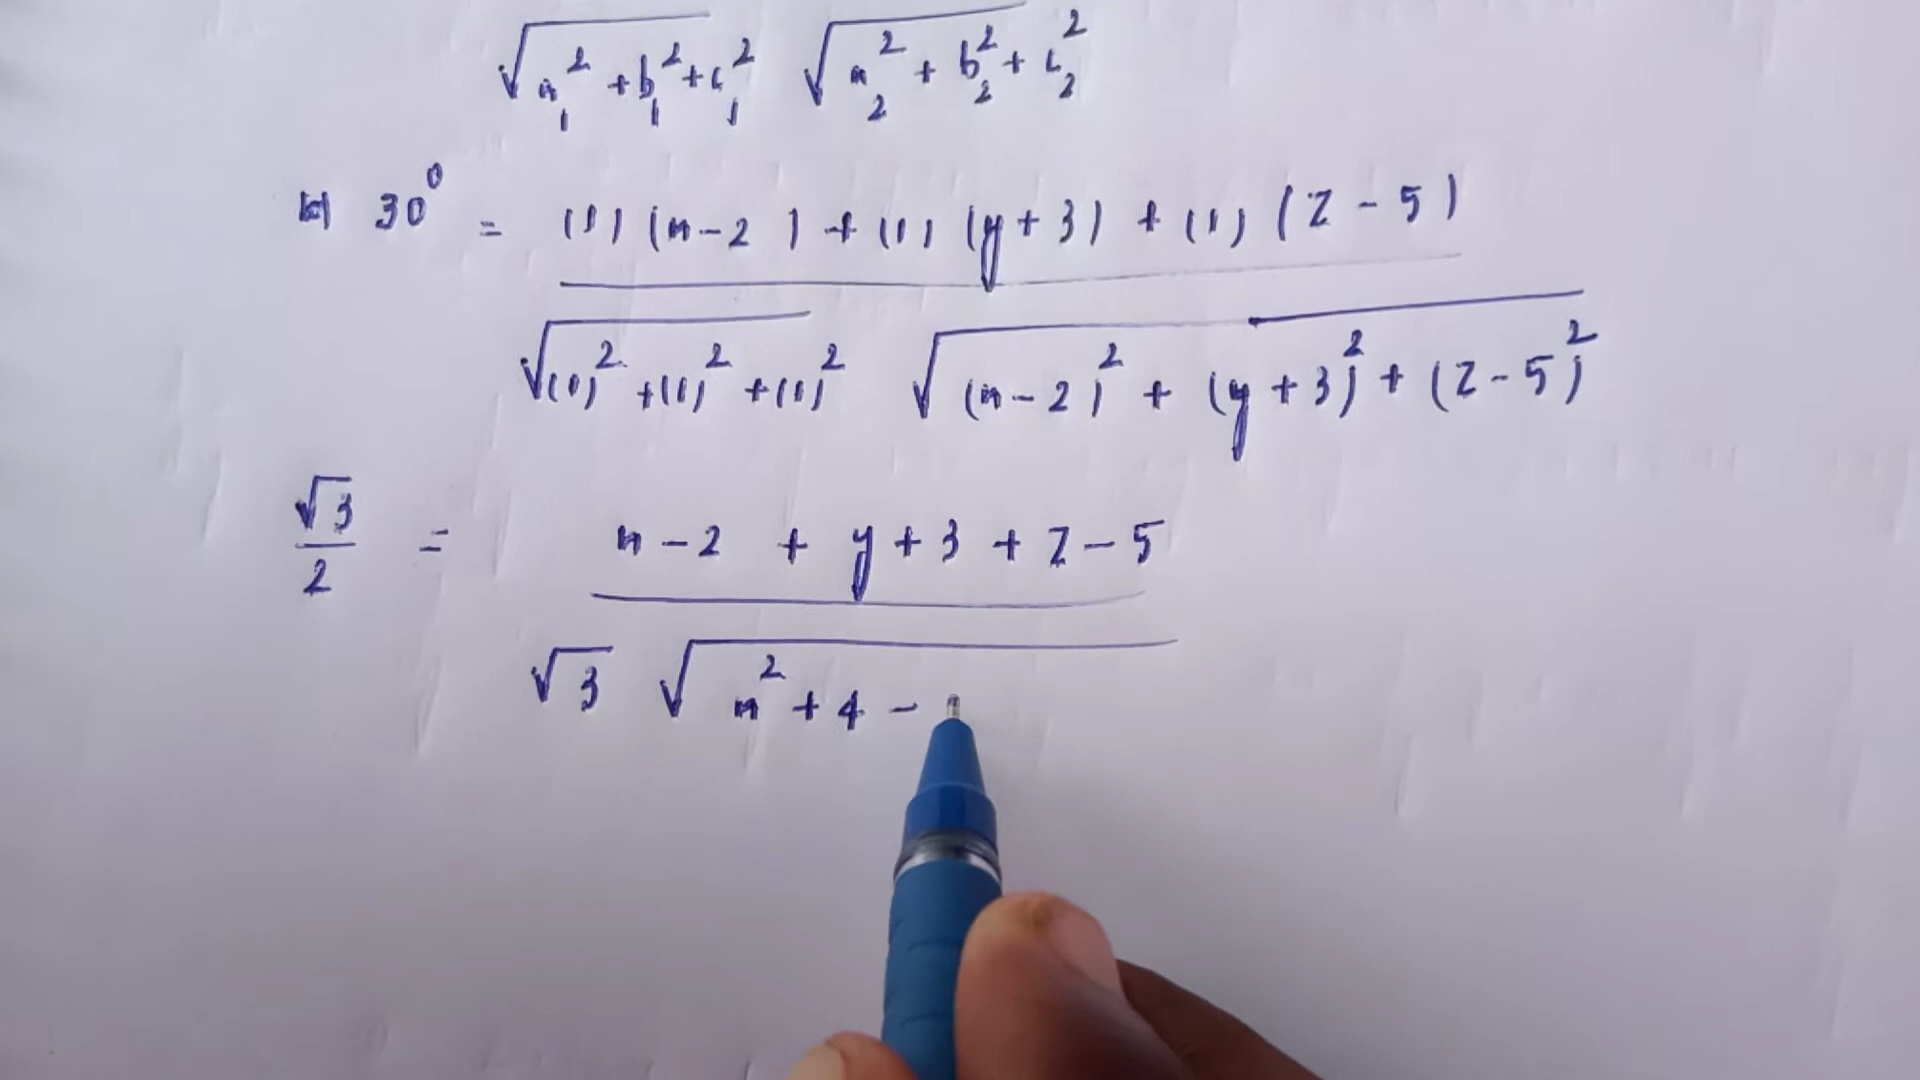 √a₁² + b₁² + c₁² √a₂² + b₂² + c₂²
cos 30⁰ = (1) (x - 2) + (1) (y + 3) + (1) (z - 5)
√(1)² + (1)² + (1)² √(x - 2)² + (y + 3)² + (z - 5)²
√3/2 = x - 2 + y + 3 + z - 5
√3 √x² + 4 -